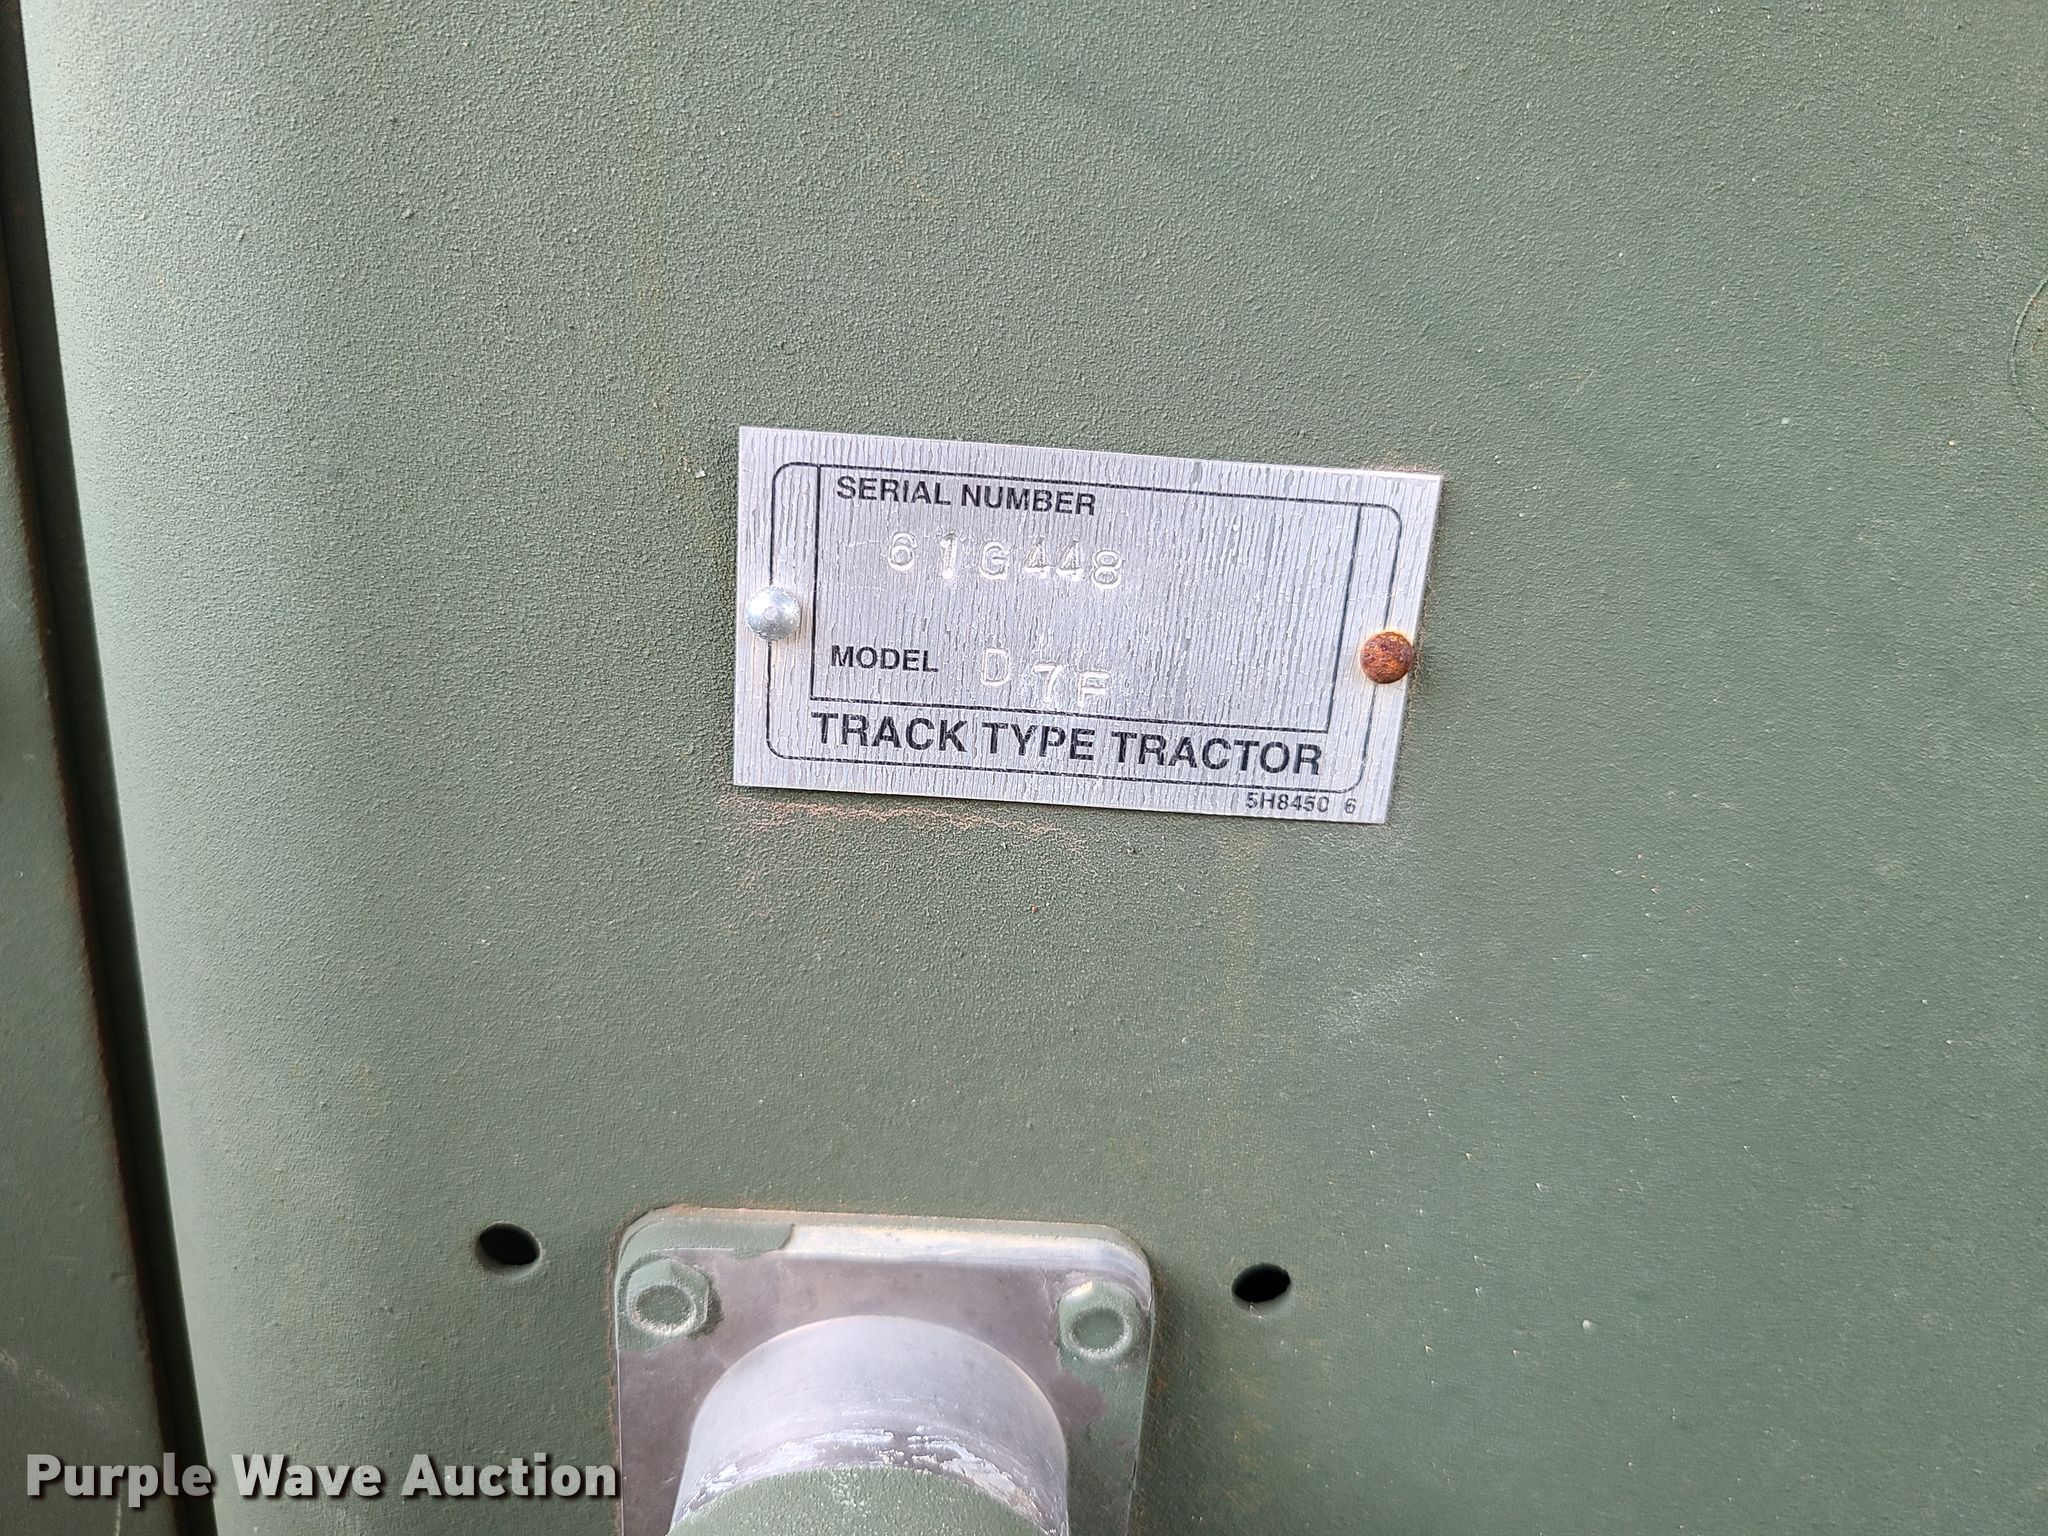 SERIAL NUMBER
61G448
MODEL D7F
TRACK TYPE TRACTOR
5H8450 6
Purple Wave Auction